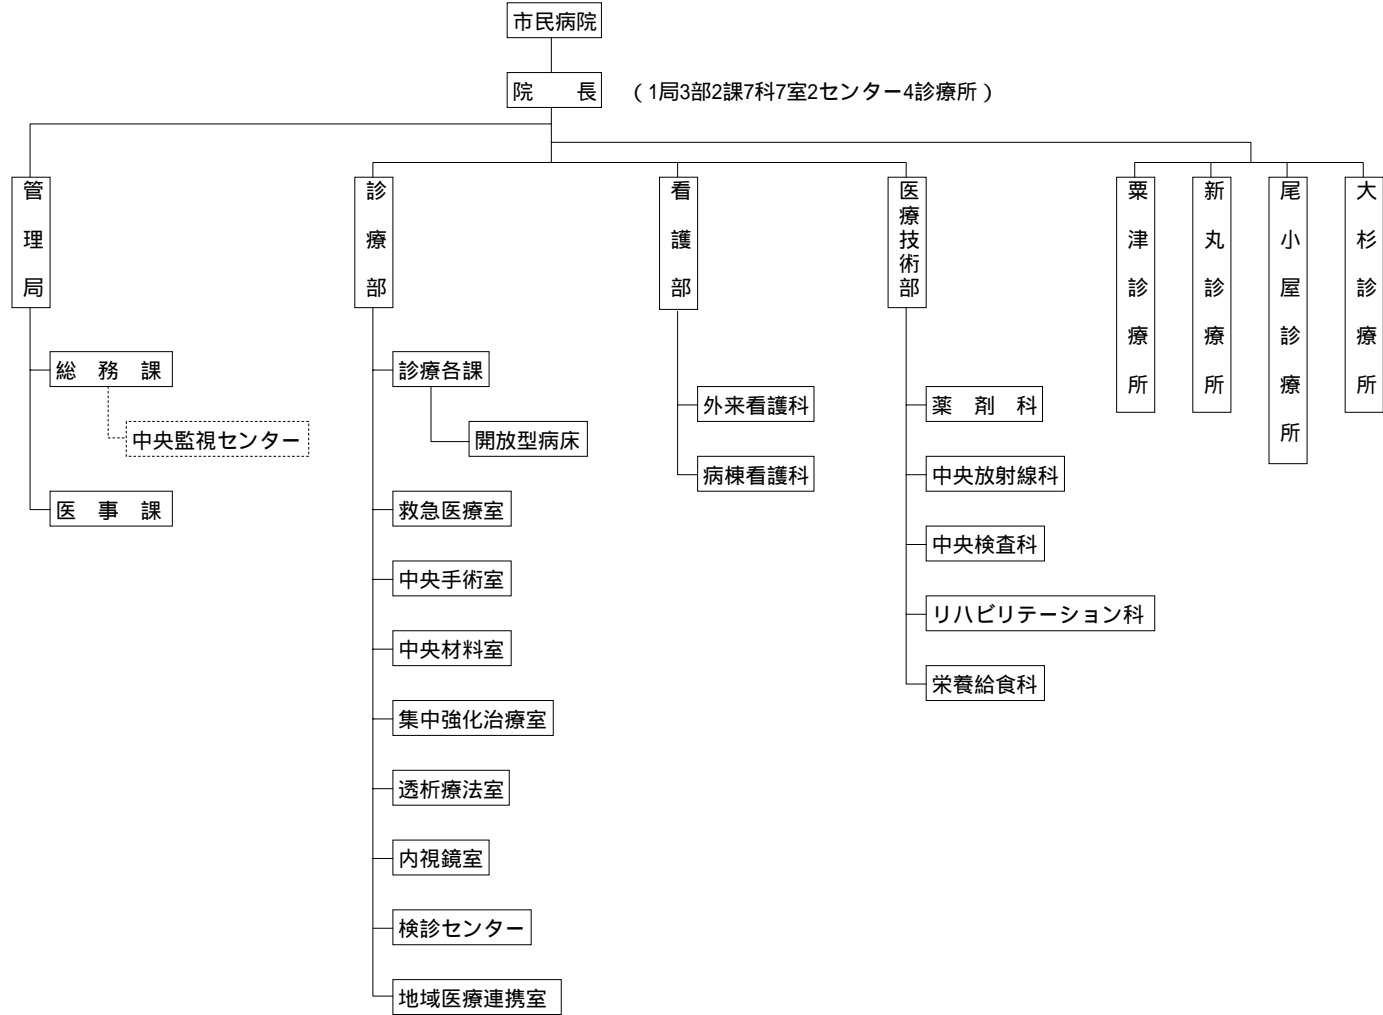 市民病院
院　　長　（1局3部2課7科7室2センター4診療所）
管理局
総　務　課
中央監視センター
医　事　課
診療部
診療各課
開放型病床
救急医療室
中央手術室
中央材料室
集中強化治療室
透析療法室
内視鏡室
検診センター
地域医療連携室
看護部
外来看護科
病棟看護科
医療技術部
薬　剤　科
中央放射線科
中央検査科
リハビリテーション科
栄養給食科
粟津診療所
新丸診療所
尾小屋診療所
大杉診療所